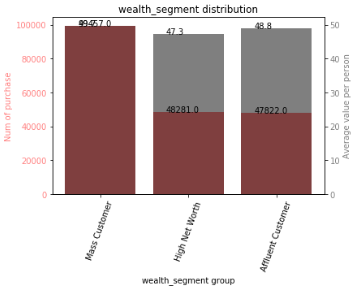 wealth_segment distribution
100000
80000
60000
40000
20000
0
Num of purchase
50
40
30
20
10
0
Average value per person
47.3
48.8
48281.0
47822.0
Mass Customer
High Net Worth
Affluent Customer
wealth_segment group